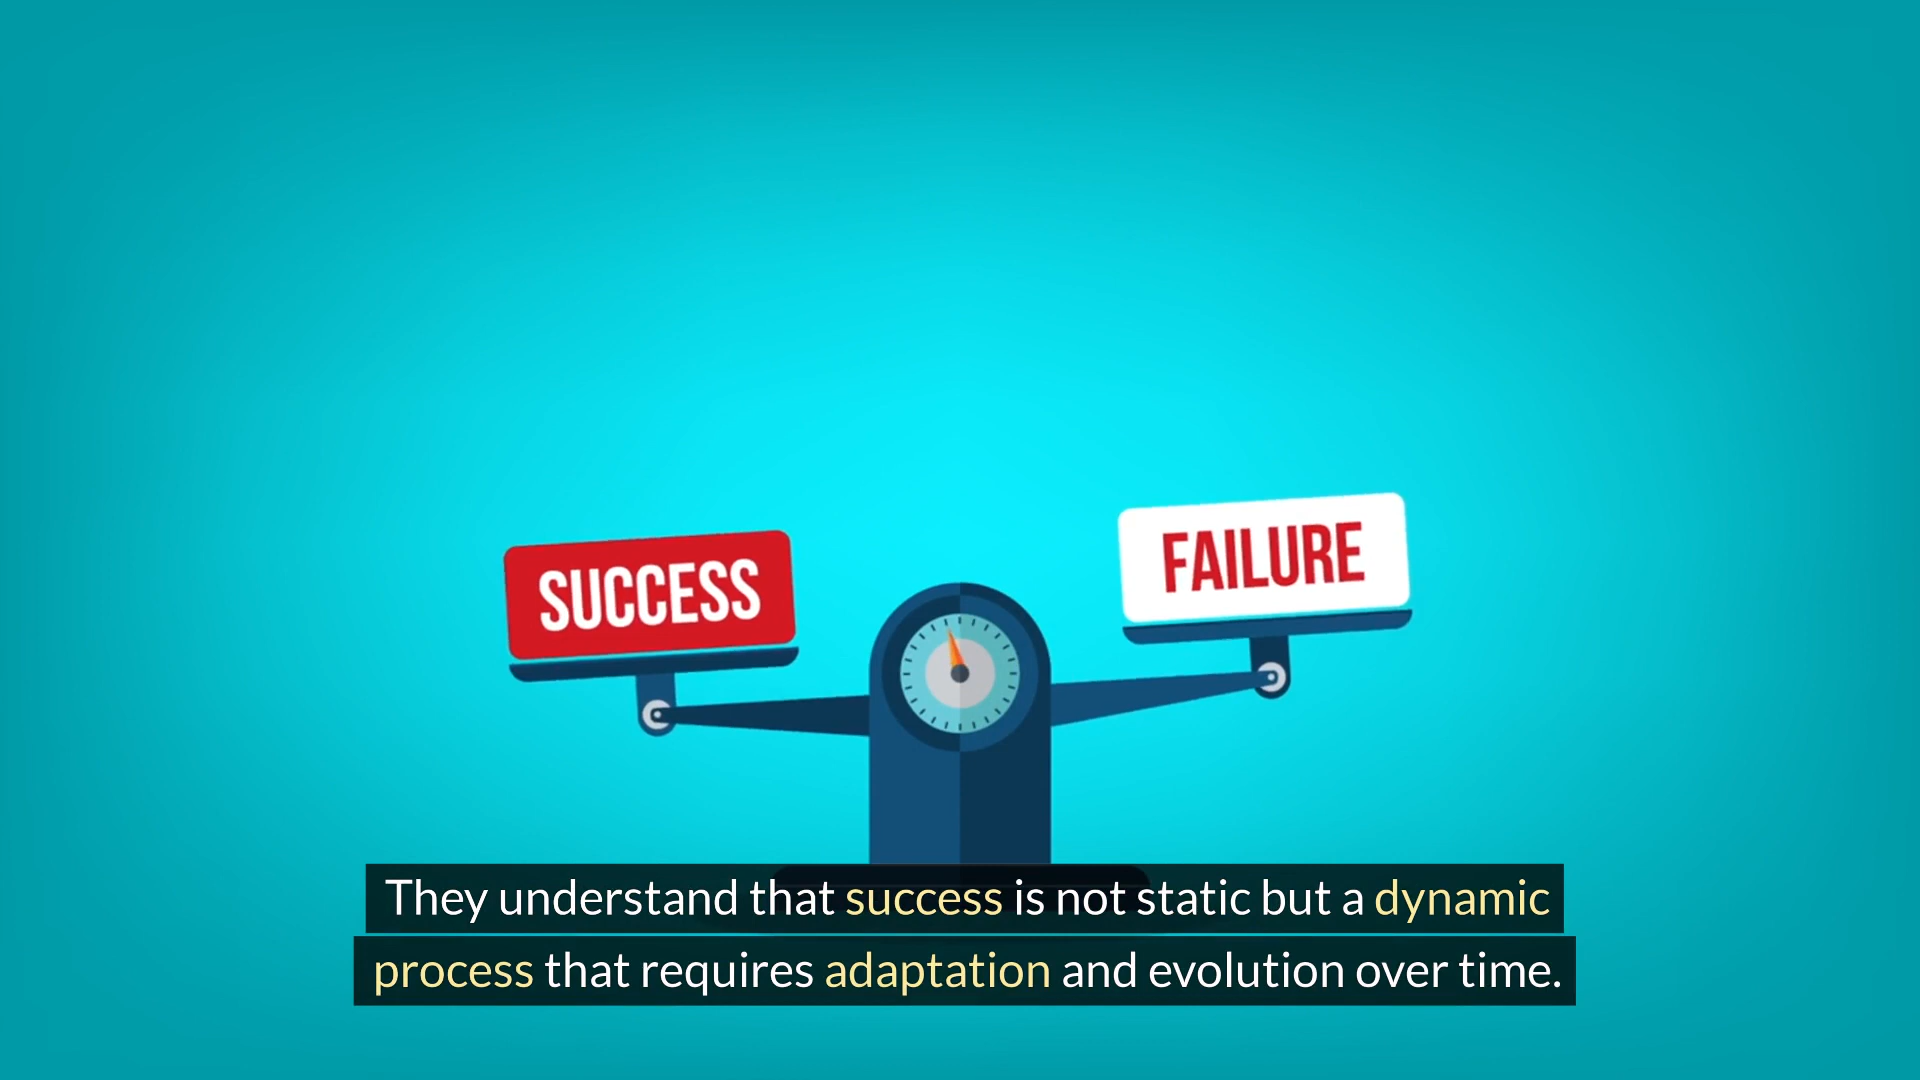 SUCCESS
FAILURE
They understand that success is not static but a dynamic
process that requires adaptation and evolution over time.